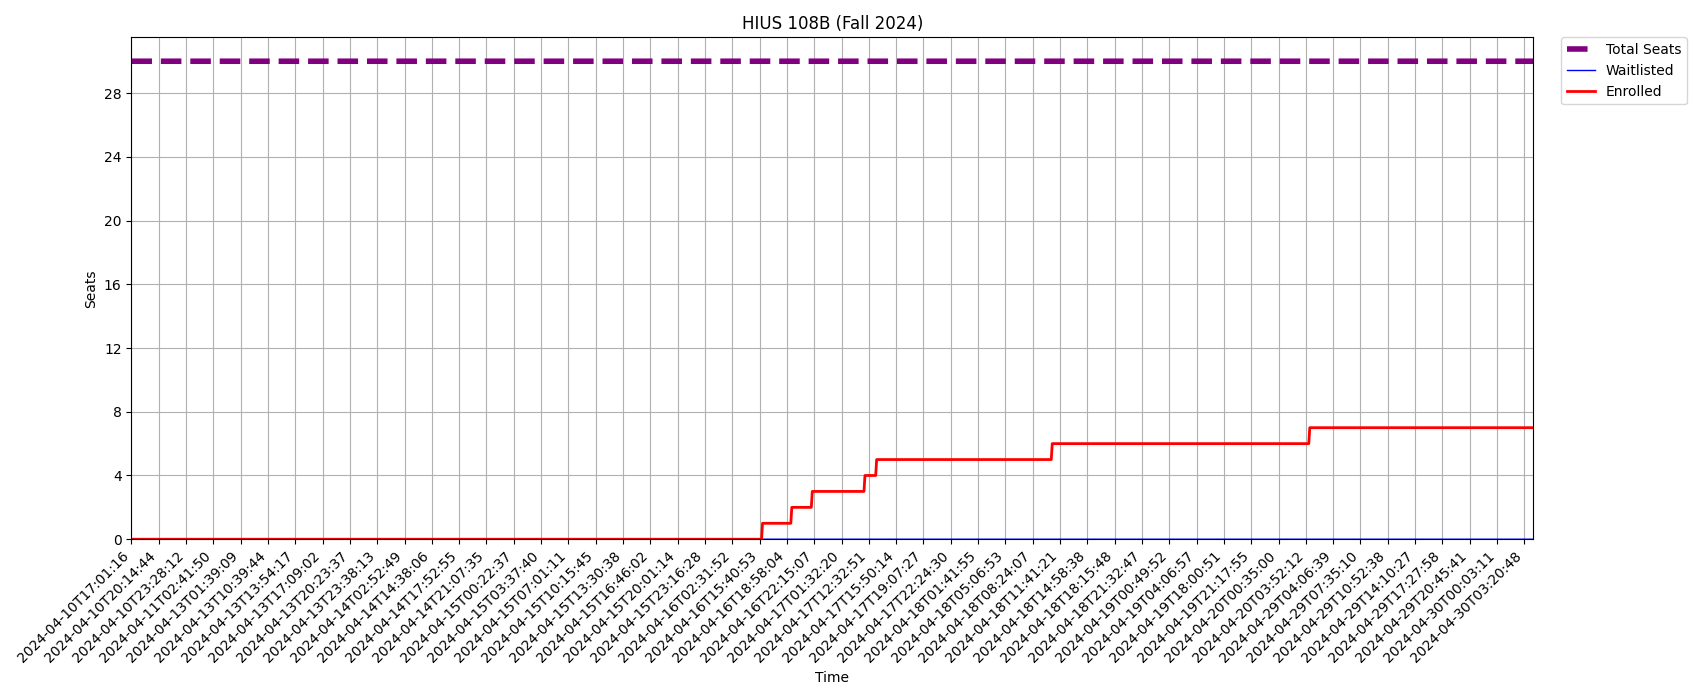 HIUS 108B (Fall 2024)
Total Seats
Waitlisted
Enrolled
Seats
28
24
20
16
12
8
4
0
2024-04-10T17:01:16
2024-04-10T20:14:44
2024-04-10T23:28:12
2024-04-11T02:41:50
2024-04-13T01:39:09
2024-04-13T10:39:44
2024-04-13T13:54:17
2024-04-13T17:09:02
2024-04-13T20:23:37
2024-04-13T23:38:13
2024-04-14T02:52:49
2024-04-14T14:38:06
2024-04-14T17:52:55
2024-04-14T21:07:35
2024-04-15T00:22:37
2024-04-15T03:37:40
2024-04-15T07:01:11
2024-04-15T10:15:45
2024-04-15T13:30:38
2024-04-15T16:46:02
2024-04-15T20:01:14
2024-04-15T23:16:28
2024-04-16T02:31:52
2024-04-16T15:40:53
2024-04-16T18:58:04
2024-04-16T22:15:07
2024-04-17T01:32:20
2024-04-17T12:32:51
2024-04-17T15:50:14
2024-04-17T19:07:27
2024-04-17T22:24:30
2024-04-18T01:41:55
2024-04-18T05:06:53
2024-04-18T08:24:07
2024-04-18T11:41:21
2024-04-18T14:58:38
2024-04-18T18:15:48
2024-04-18T21:32:47
2024-04-19T00:49:52
2024-04-19T04:06:57
2024-04-19T18:00:51
2024-04-19T21:17:55
2024-04-20T00:35:00
2024-04-20T03:52:12
2024-04-29T04:06:39
2024-04-29T07:35:10
2024-04-29T10:52:38
2024-04-29T14:10:27
2024-04-29T17:27:58
2024-04-29T20:45:41
2024-04-30T00:03:11
2024-04-30T03:20:48
Time